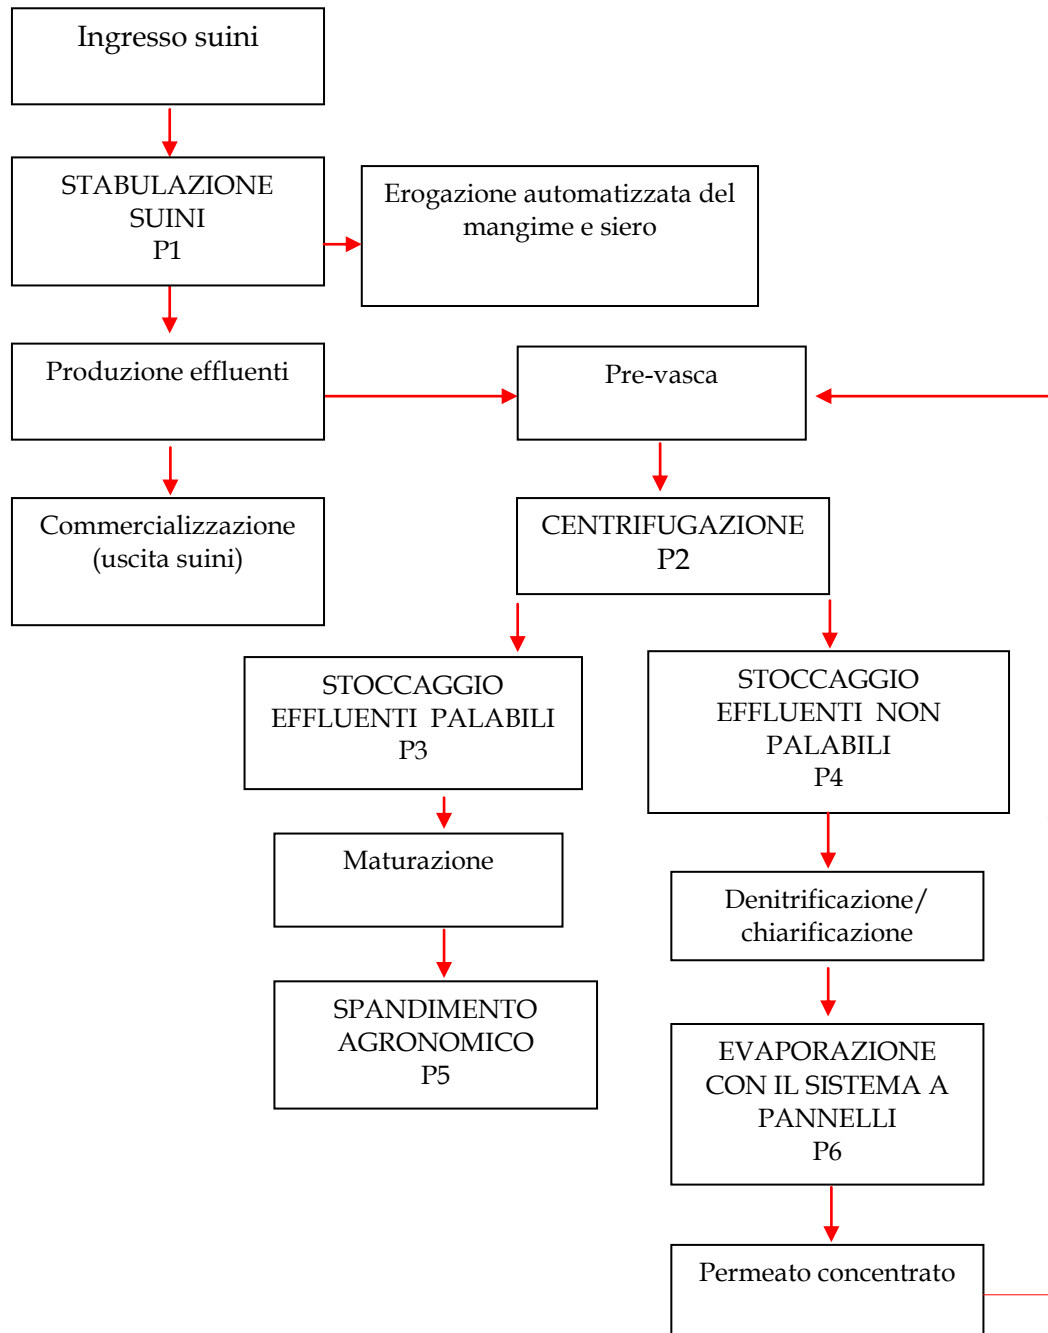 Ingresso suini
STABULAZIONE
SUINI
P1
Erogazione automatizzata del
mangime e siero
Produzione effluenti
Pre-vasca
Commercializzazione
(uscita suini)
CENTRIFUGAZIONE
P2
STOCCAGGIO
EFFLUENTI PALABILI
P3
STOCCAGGIO
EFFLUENTI NON
PALABILI
P4
Maturazione
Denitrificazione/
chiarificazione
SPANDIMENTO
AGRONOMICO
P5
EVAPORAZIONE
CON IL SISTEMA A
PANNELLI
P6
Permeato concentrato